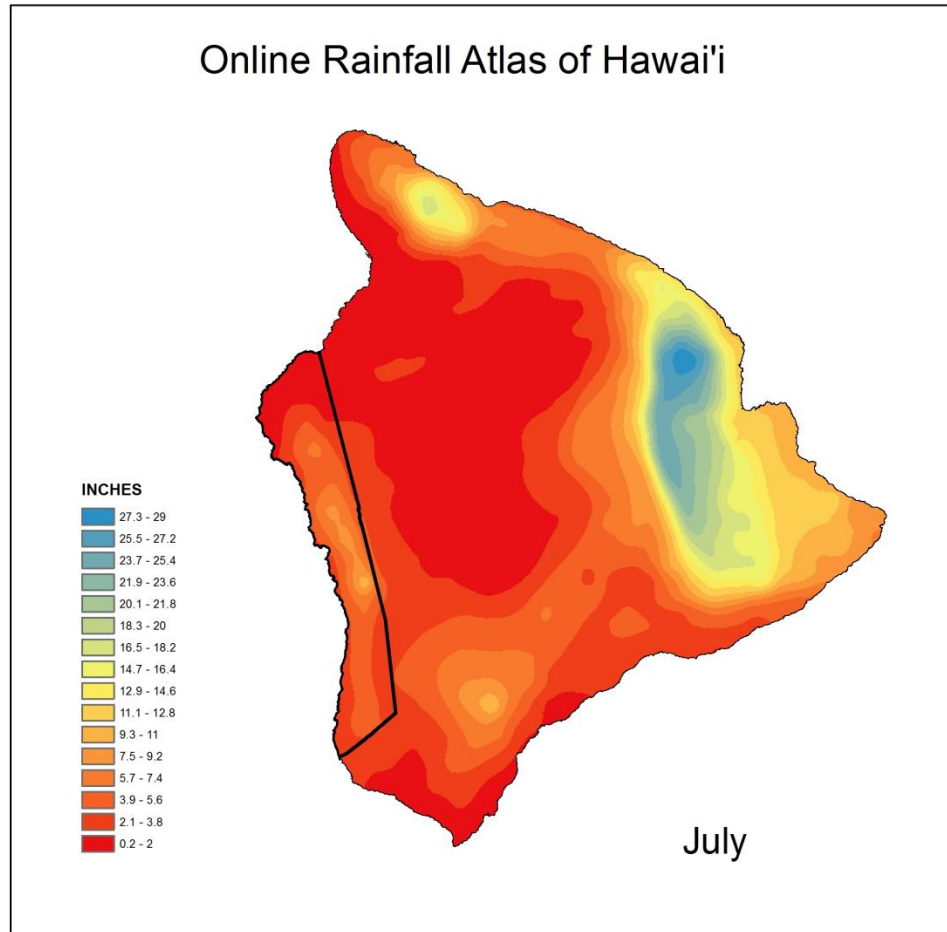 Online Rainfall Atlas of Hawai'i
INCHES
27.3 - 29
25.5 - 27.2
23.7 - 25.4
21.9 - 23.6
20.1 - 21.8
18.3 - 20
16.5 - 18.2
14.7 - 16.4
12.9 - 14.6
11.1 - 12.8
9.3 - 11
7.5 - 9.2
5.7 - 7.4
3.9 - 5.6
2.1 - 3.8
0.2 - 2
July